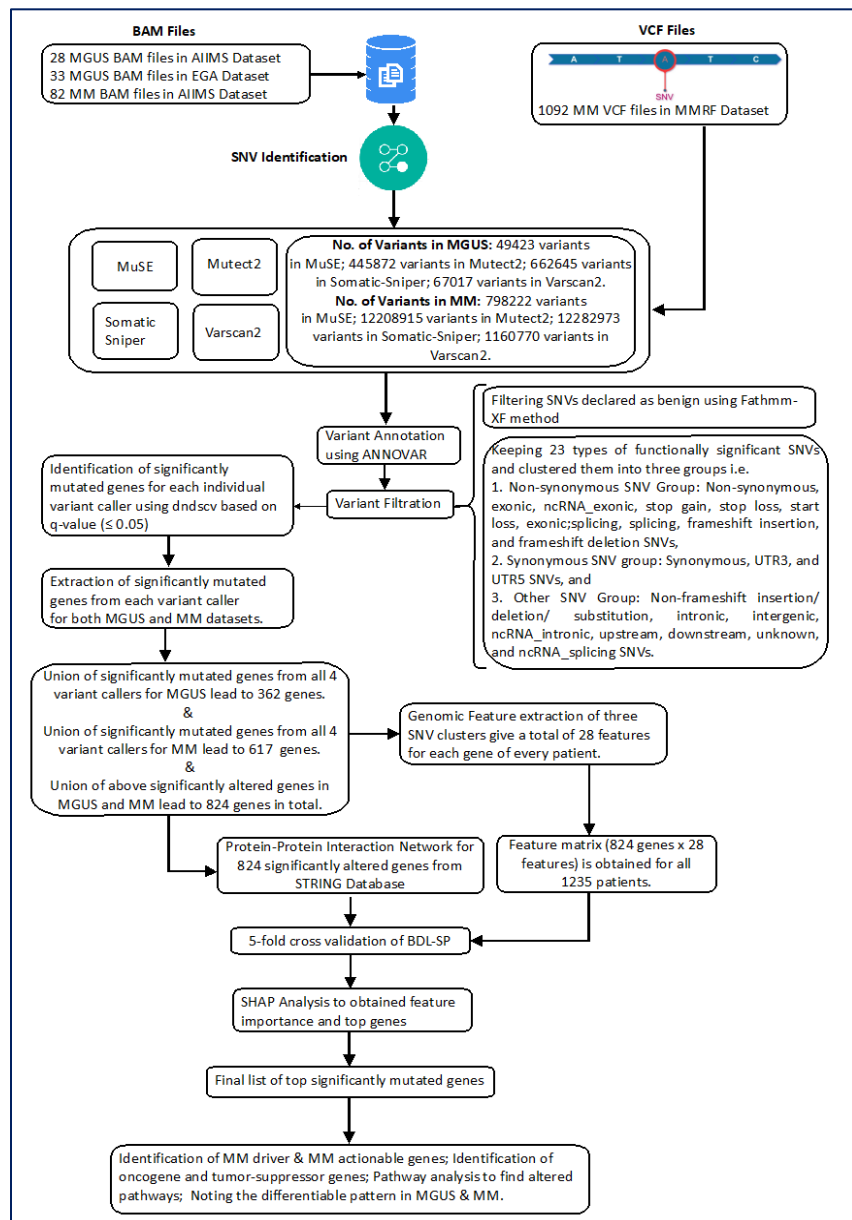 BAM Files
28 MGUS BAM files in AIIMS Dataset
33 MGUS BAM files in EGA Dataset
82 MM BAM files in AIIMS Dataset
VCF Files
A T A T C
SNV
1092 MM VCF files in MMRF Dataset
SNV Identification
MuSE
Mutect2
Somatic
Sniper
Varscan2
No. of Variants in MGUS: 49423 variants
in MuSE; 445872 variants in Mutect2; 662645 variants
in Somatic-Sniper; 67017 variants in Varscan2.
No. of Variants in MM: 798222 variants
in MuSE; 12208915 variants in Mutect2; 12282973
variants in Somatic-Sniper; 1160770 variants in
Varscan2.
Variant Annotation
using ANNOVAR
Variant Filtration
Filtering SNVs declared as benign using Fathmm-
XF method
Keeping 23 types of functionally significant SNVs
and clustered them into three groups i.e.
1. Non-synonymous SNV Group: Non-synonymous,
exonic, ncRNA_exonic, stop gain, stop loss, start
loss, exonic;splicing, splicing, frameshift insertion,
and frameshift deletion SNVs,
2. Synonymous SNV group: Synonymous, UTR3, and
UTR5 SNVs, and
3. Other SNV Group: Non-frameshift insertion/
deletion/ substitution, intronic, intergenic,
ncRNA_intronic, upstream, downstream, unknown,
and ncRNA_splicing SNVs.
Identification of significantly
mutated genes for each individual
variant caller using dndscv based on
q-value (≤ 0.05)
Extraction of significantly mutated
genes from each variant caller
for both MGUS and MM datasets.
Union of significantly mutated genes from all 4
variant callers for MGUS lead to 362 genes.
&
Union of significantly mutated genes from all 4
variant callers for MM lead to 617 genes.
&
Union of above significantly altered genes in
MGUS and MM lead to 824 genes in total.
Genomic Feature extraction of three
SNV clusters give a total of 28 features
for each gene of every patient.
Protein-Protein Interaction Network for
824 significantly altered genes from
STRING Database
Feature matrix (824 genes x 28
features) is obtained for all
1235 patients.
5-fold cross validation of BDL-SP
SHAP Analysis to obtained feature
importance and top genes
Final list of top significantly mutated genes
Identification of MM driver & MM actionable genes; Identification of
oncogene and tumor-suppressor genes; Pathway analysis to find altered
pathways; Noting the differentiable pattern in MGUS & MM.